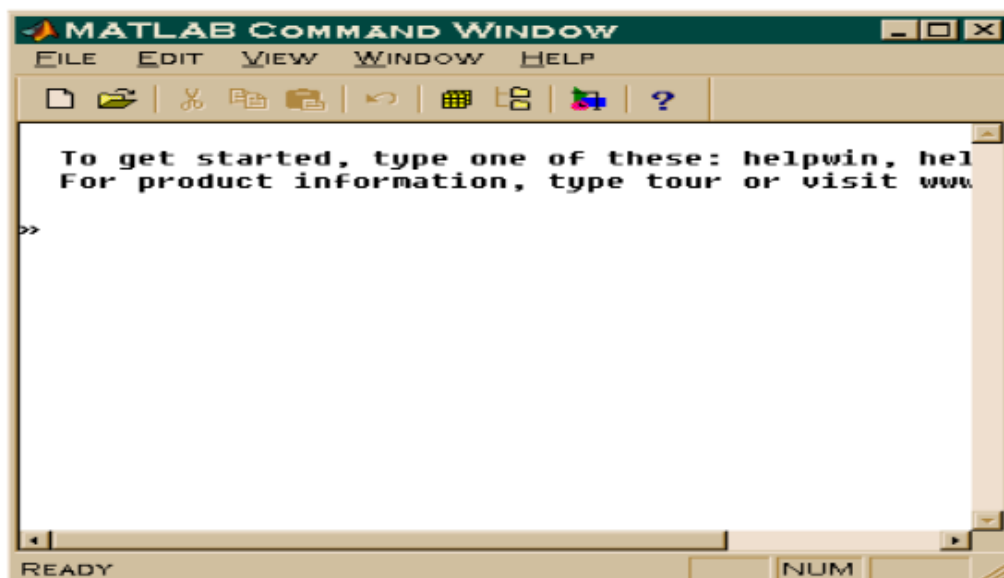 MATLAB COMMAND WINDOW
FILE EDIT VIEW WINDOW HELP
?
To get started, type one of these: helpwin, hel
For product information, type tour or visit www
»
READY NUM